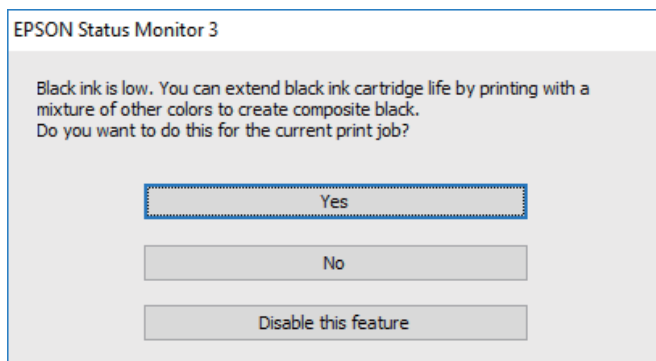 EPSON Status Monitor 3
Black ink is low. You can extend black ink cartridge life by printing with a
mixture of other colors to create composite black.
Do you want to do this for the current print job?
Yes
No
Disable this feature